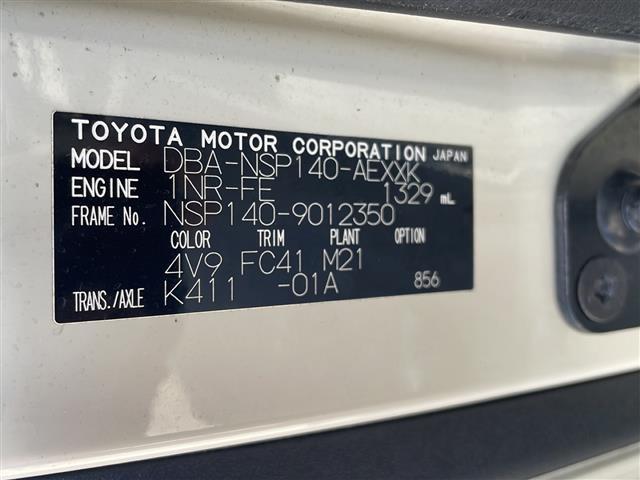 TOYOTA MOTOR CORPORATION JAPAN
MODEL DBA-NSP140-AEXXK
ENGINE 1NR-FE 1329 mL
FRAME No. NSP140-9012350
COLOR TRIM PLANT OPTION
4V9 FC41 M21
TRANS./AXLE K411 -01A 856